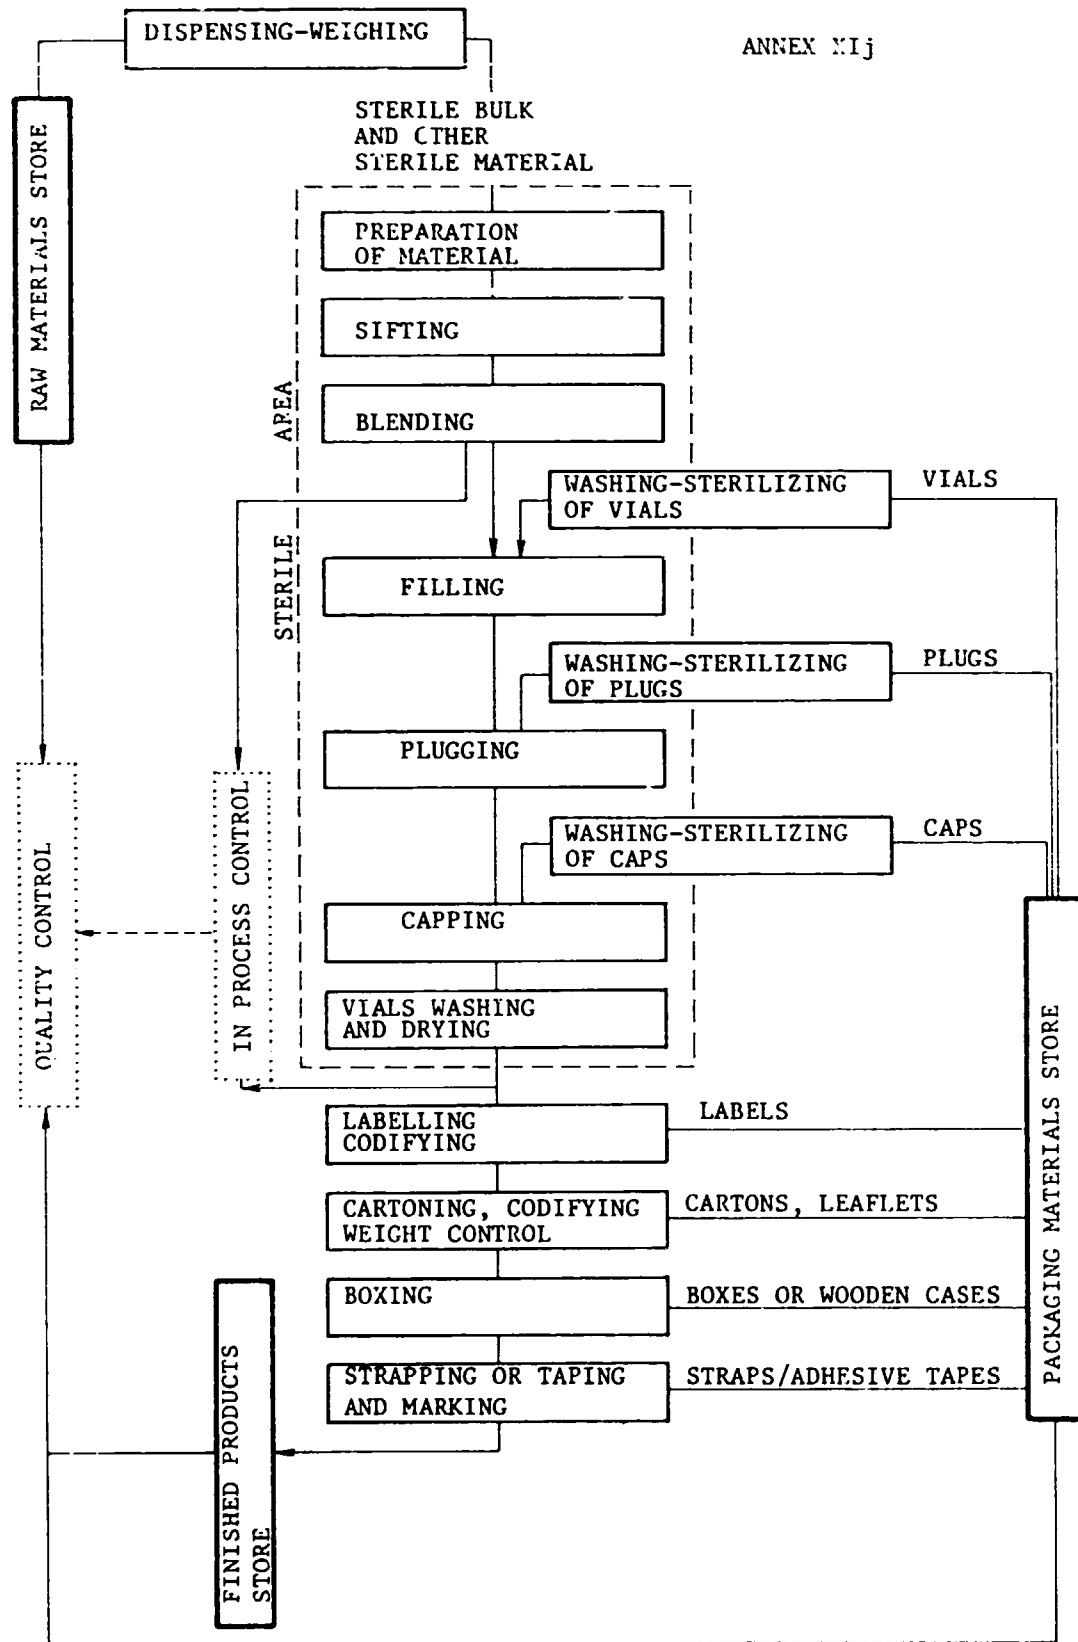 DISPENSING-WEIGHING
ANNEX XIj
RAW MATERIALS STORE
STERILE BULK
AND OTHER
STERILE MATERIAL
PREPARATION
OF MATERIAL
SIFTING
BLENDING
STERILE AREA
WASHING-STERILIZING
OF VIALS
VIALS
FILLING
WASHING-STERILIZING
OF PLUGS
PLUGS
PLUGGING
WASHING-STERILIZING
OF CAPS
CAPS
CAPPING
VIALS WASHING
AND DRYING
QUALITY CONTROL
IN PROCESS CONTROL
LABELLING
CODIFYING
LABELS
CARTONING, CODIFYING
WEIGHT CONTROL
CARTONS, LEAFLETS
BOXING
BOXES OR WOODEN CASES
STRAPPING OR TAPING
AND MARKING
STRAPS/ADHESIVE TAPES
PACKAGING MATERIALS STORE
FINISHED PRODUCTS
STORE